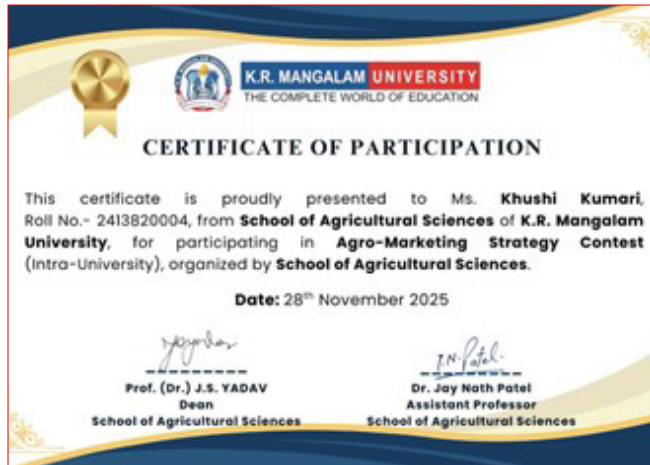 K.R. MANGALAM UNIVERSITY
THE COMPLETE WORLD OF EDUCATION
CERTIFICATE OF PARTICIPATION
This certificate is proudly presented to Ms. Khushi Kumari,
Roll No.- 2413820004, from School of Agricultural Sciences of K.R. Mangalam
University, for participating in Agro-Marketing Strategy Contest
(Intra-University), organized by School of Agricultural Sciences.
Date: 28th November 2025
J.N. Patel
Prof. (Dr.) J.S. YADAV
Dr. Jay Nath Patel
Dean
Assistant Professor
School of Agricultural Sciences
School of Agricultural Sciences